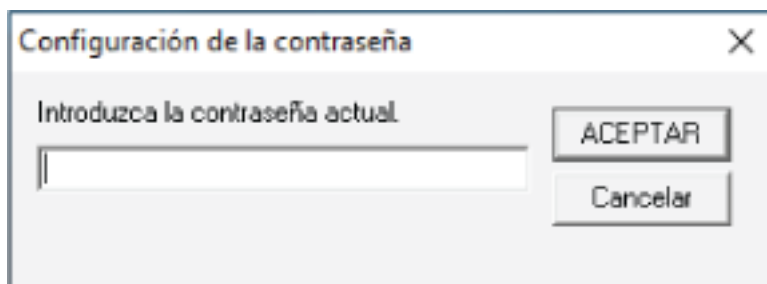 Configuración de la contraseña
Introduzca la contraseña actual.
ACEPTAR
Cancelar